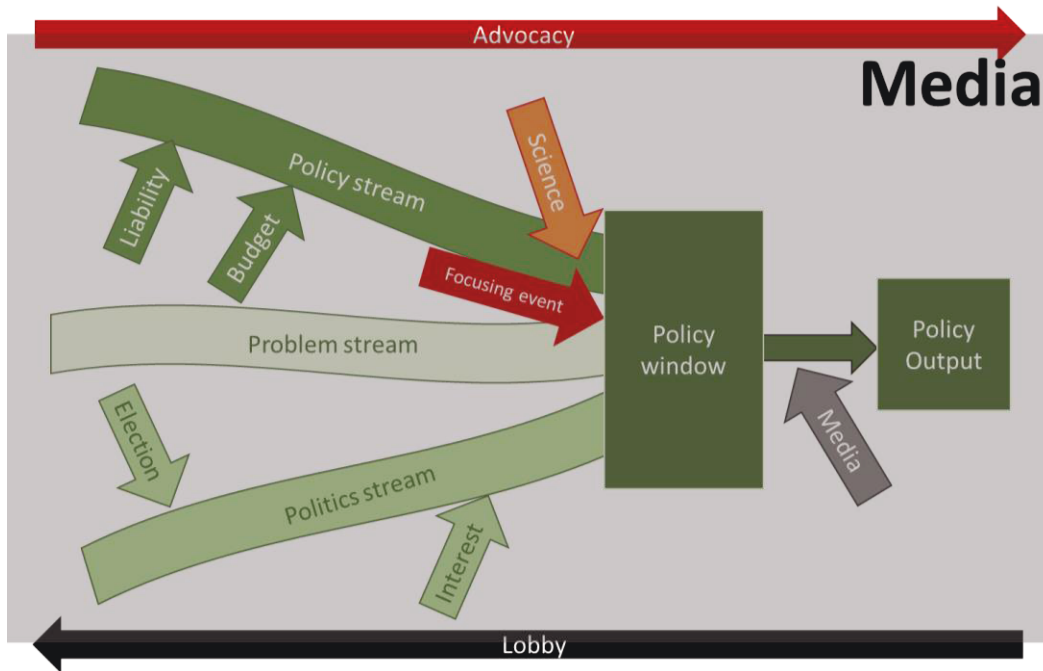 Advocacy
Media
Science
Policy stream
Liability
Budget
Focusing event
Problem stream
Policy
window
Policy
Output
Election
Media
Politics stream
Interest
Lobby